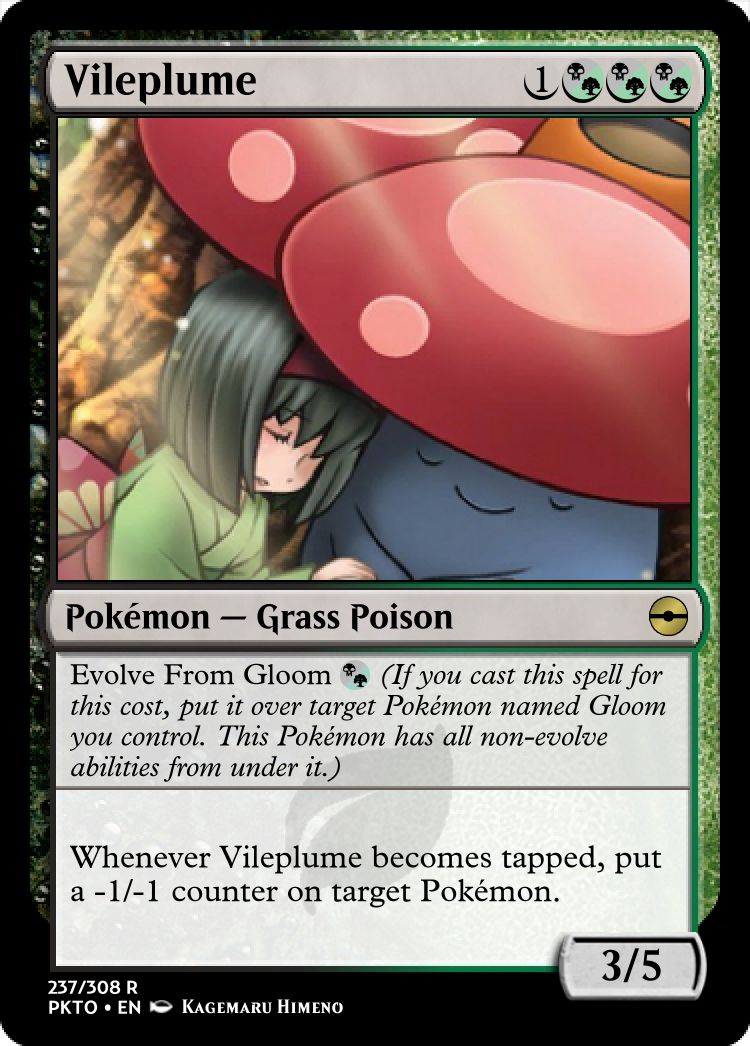 Vileplume 1
Pokémon — Grass Poison
Evolve From Gloom (If you cast this spell for
this cost, put it over target Pokémon named Gloom
you control. This Pokémon has all non-evolve
abilities from under it.)
Whenever Vileplume becomes tapped, put
a -1/-1 counter on target Pokémon.
3/5
237/308 R
PKTO • EN Kagemaru Himeno